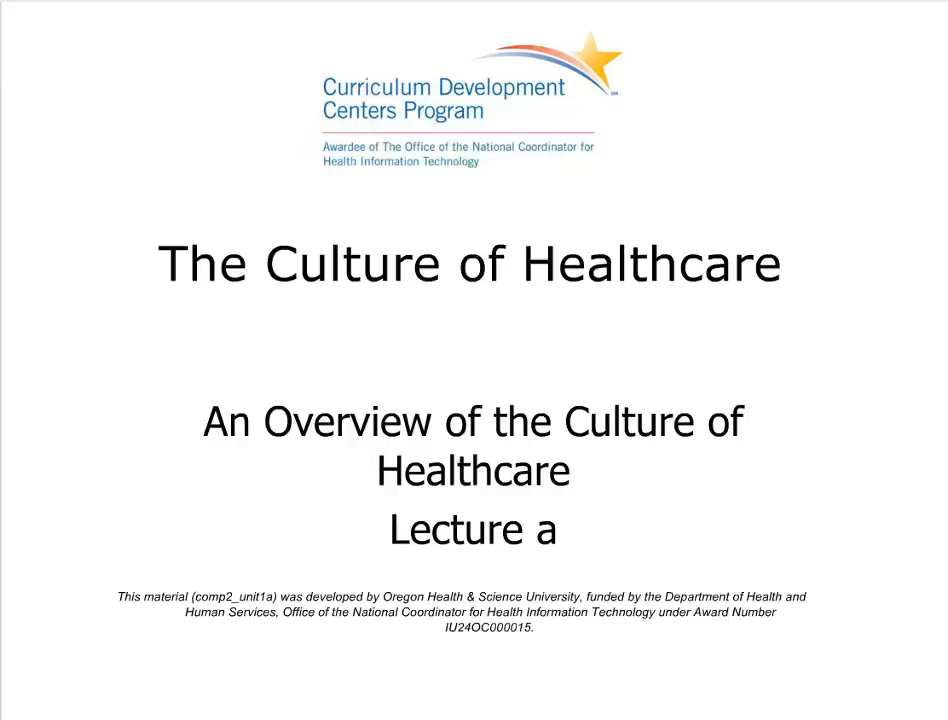 Curriculum Development
Centers Program
Awardee of The Office of the National Coordinator for
Health Information Technology
The Culture of Healthcare
An Overview of the Culture of
Healthcare
Lecture a
This material (comp2_unit1a) was developed by Oregon Health & Science University, funded by the Department of Health and
Human Services, Office of the National Coordinator for Health Information Technology under Award Number
IU24OC000015.